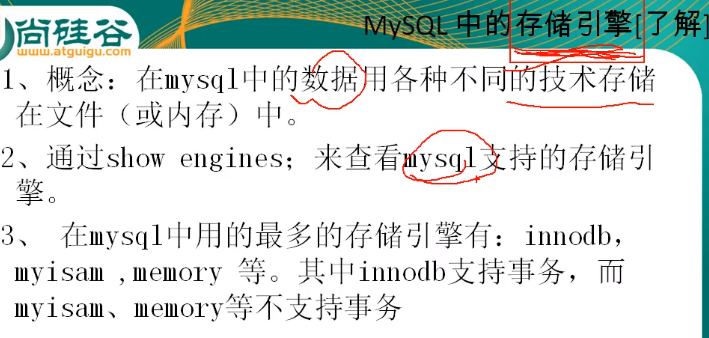 尚硅谷
www.atguigu.com
MySQL 中的存储引擎[了解]
1、概念：在mysql中的数据用各种不同的技术存储
在文件（或内存）中。
2、通过show engines；来查看mysql支持的存储引
擎。
3、 在mysql中用的最多的存储引擎有：innodb，
myisam ,memory 等。其中innodb支持事务，而
myisam、memory等不支持事务